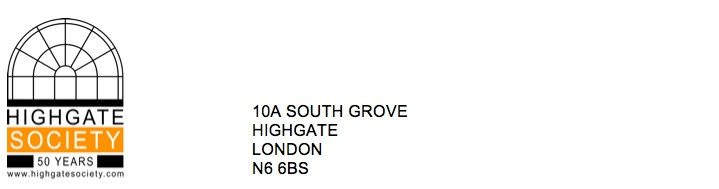 HIGHGATE
SOCIETY
50 YEARS
www.highgatesociety.com
10A SOUTH GROVE
HIGHGATE
LONDON
N6 6BS